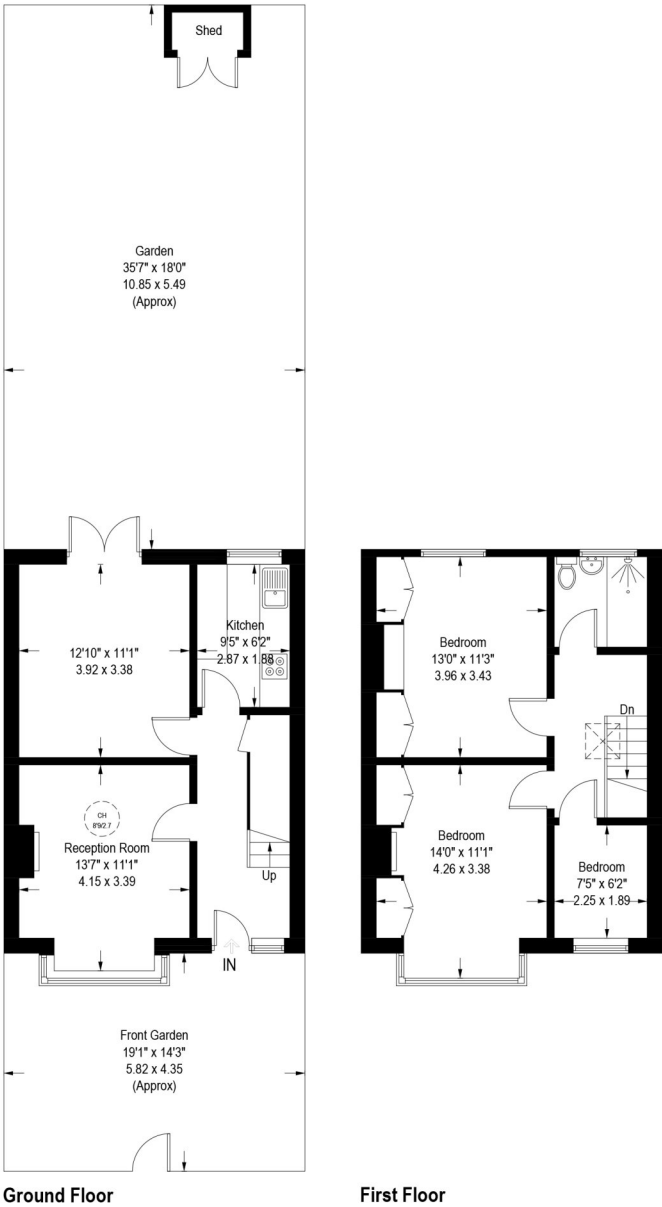 Shed
Garden
35'7" x 18'0"
10.85 x 5.49
(Approx)
12'10" x 11'1"
3.92 x 3.38
Kitchen
9'5" x 6'2"
2.87 x 1.88
CH
8'9/2.7
Reception Room
13'7" x 11'1"
4.15 x 3.39
Up
IN
Front Garden
19'1" x 14'3"
5.82 x 4.35
(Approx)
Ground Floor
Bedroom
13'0" x 11'3"
3.96 x 3.43
Dn
Bedroom
14'0" x 11'1"
4.26 x 3.38
Bedroom
7'5" x 6'2"
2.25 x 1.89
First Floor